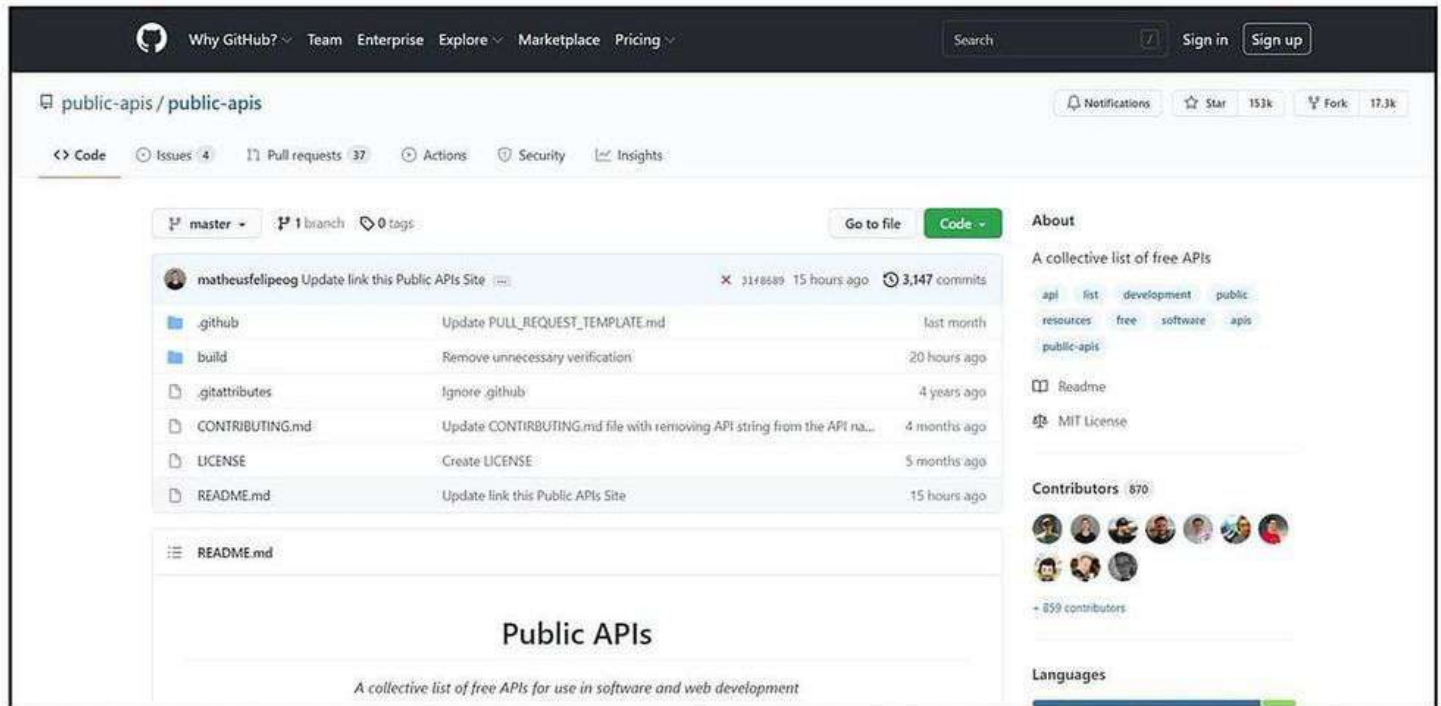 Why GitHub? Team Enterprise Explore Marketplace Pricing Search / Sign in Sign up
public-apis / public-apis Notifications Star 153k Fork 17.3k
<> Code Issues 4 Pull requests 37 Actions Security Insights
master 1 branch 0 tags Go to file Code
matheusfelipeog Update link this Public APIs Site ... 31f8689 15 hours ago 3,147 commits
.github Update PULL_REQUEST_TEMPLATE.md last month
build Remove unnecessary verification 20 hours ago
.gitattributes Ignore .github 4 years ago
CONTRIBUTING.md Update CONTIRBUTING.md file with removing API string from the API na... 4 months ago
LICENSE Create LICENSE 5 months ago
README.md Update link this Public APIs Site 15 hours ago
README.md
Public APIs
A collective list of free APIs for use in software and web development
About
A collective list of free APIs
api list development public
resources free software apis
public-apis
Readme
MIT License
Contributors 870
+ 859 contributors
Languages